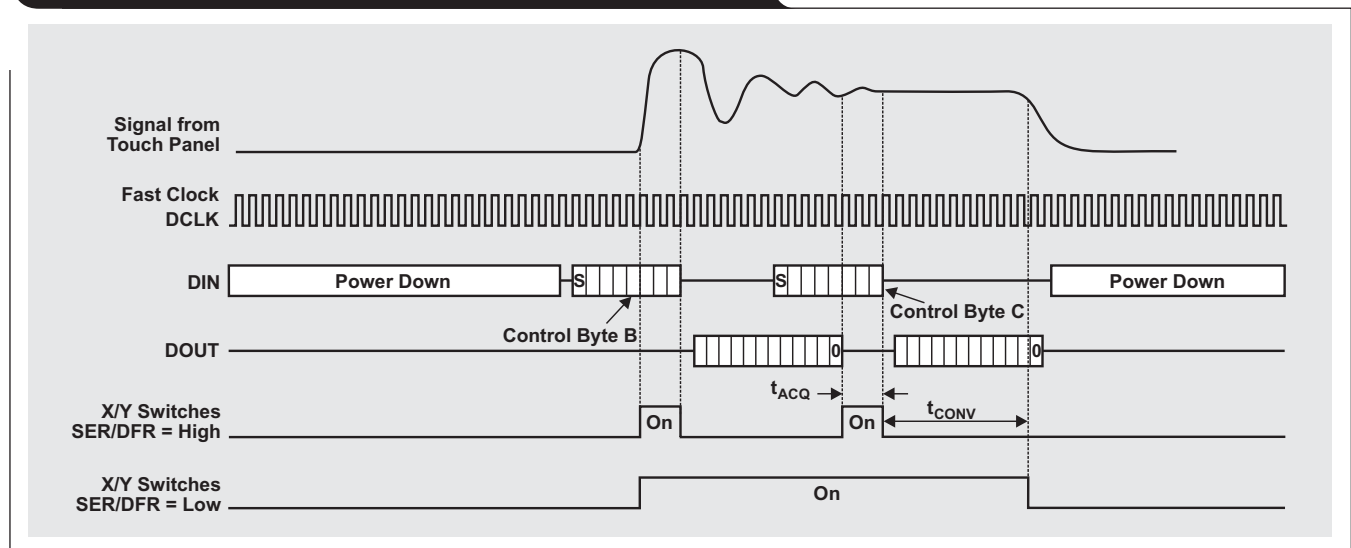 Signal from
Touch Panel
Fast Clock
DCLK
DIN
Power Down
S
S
Power Down
Control Byte B
Control Byte C
DOUT
0
0
tACQ
tCONV
X/Y Switches
SER/DFR = High
On
On
X/Y Switches
SER/DFR = Low
On